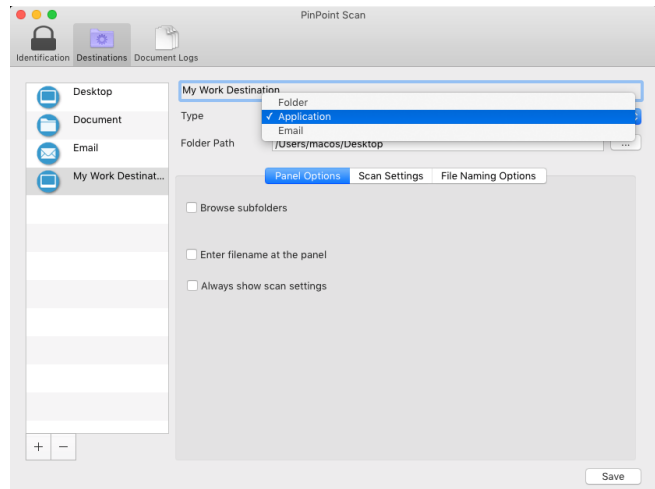 PinPoint Scan
Identification Destinations Document Logs
Desktop
Document
Email
My Work Destinat...
My Work Destination
Type
Folder
✓ Application
Email
Folder Path /Users/macos/Desktop ...
Panel Options Scan Settings File Naming Options
Browse subfolders
Enter filename at the panel
Always show scan settings
+ −
Save